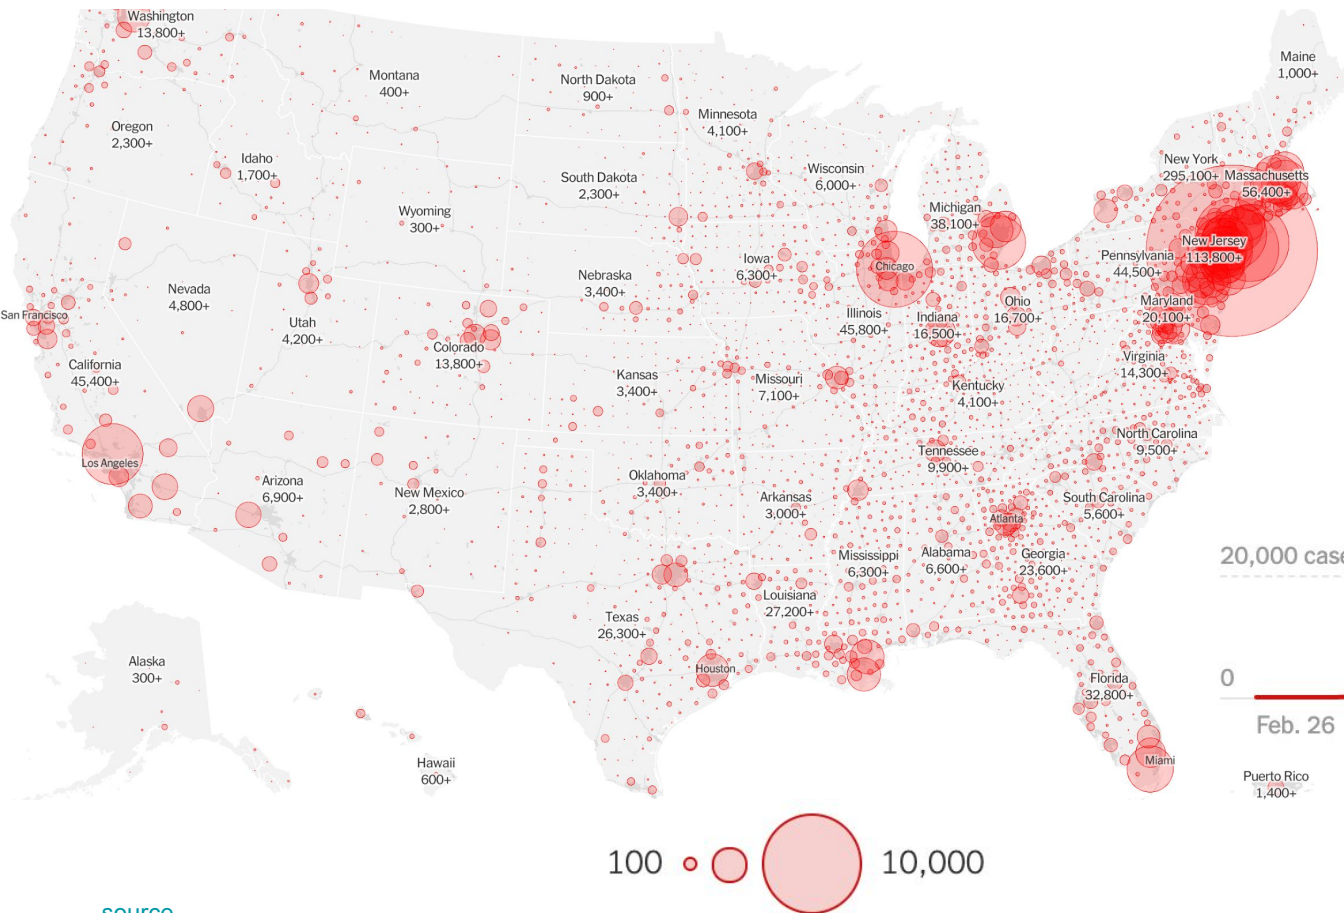 Washington
13,800+
Montana
400+
North Dakota
900+
Minnesota
4,100+
Maine
1,000+
Oregon
2,300+
Idaho
1,700+
South Dakota
2,300+
Wisconsin
6,000+
New York
295,100+
Massachusetts
56,400+
Wyoming
300+
Michigan
38,100+
New Jersey
113,800+
Pennsylvania
44,500+
Iowa
6,300+
Chicago
Nebraska
3,400+
Nevada
4,800+
San Francisco
Utah
4,200+
Illinois
45,800+
Indiana
16,500+
Ohio
16,700+
Maryland
20,100+
California
45,400+
Colorado
13,800+
Kansas
3,400+
Missouri
7,100+
Kentucky
4,100+
Virginia
14,300+
Los Angeles
Arizona
6,900+
New Mexico
2,800+
Oklahoma
3,400+
Arkansas
3,000+
Tennessee
9,900+
North Carolina
9,500+
South Carolina
5,600+
Atlanta
Mississippi
6,300+
Alabama
6,600+
Georgia
23,600+
20,000 case
Louisiana
27,200+
Texas
26,300+
Houston
Florida
32,800+
0
Feb. 26
Alaska
300+
Hawaii
600+
Miami
Puerto Rico
1,400+
100
10,000
source